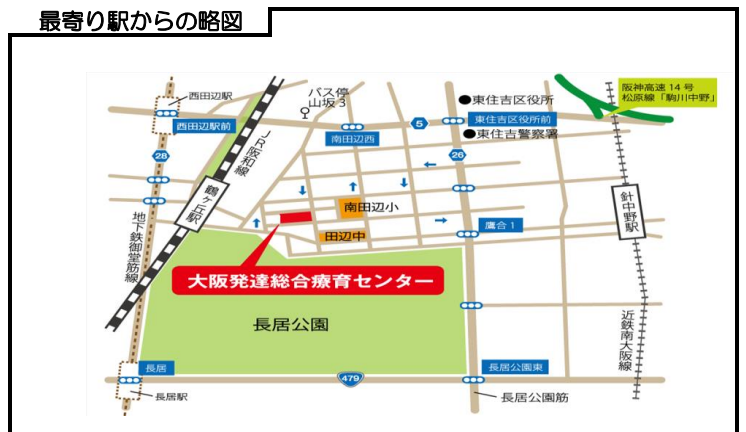 最寄り駅からの略図
西田辺駅
バス停
山坂3
阪神高速14号
松原線「駒川中野」
東住吉区役所
西田辺駅前
南田辺西
5
東住吉区役所前
東住吉警察署
JR阪和線
28
26
鶴ヶ丘駅
南田辺小
針中野駅
地下鉄御堂筋線
田辺中
鷹合1
大阪発達総合療育センター
長居公園
近鉄南大阪線
長居
479
長居公園東
長居駅
長居公園筋